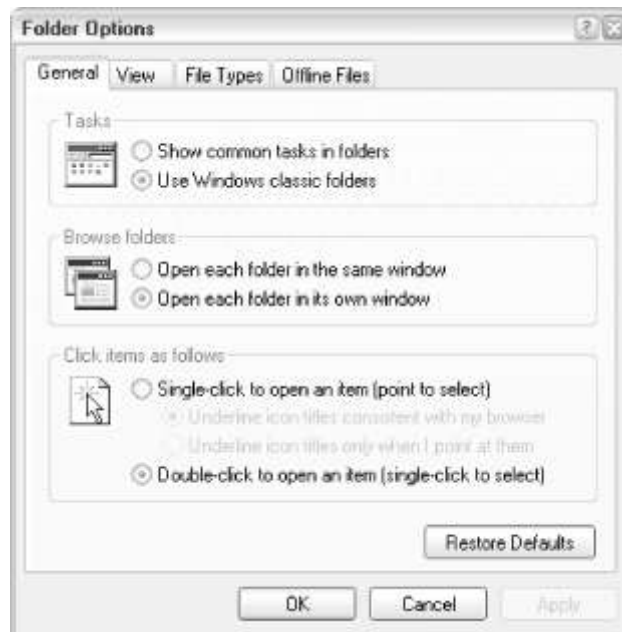 Folder Options
General View File Types Offline Files
Tasks
Show common tasks in folders
Use Windows classic folders
Browse folders
Open each folder in the same window
Open each folder in its own window
Click items as follows
Single-click to open an item (point to select)
Underline icon titles consistent with my browser
Underline icon titles only when I point at them
Double-click to open an item (single-click to select)
Restore Defaults
OK Cancel Apply